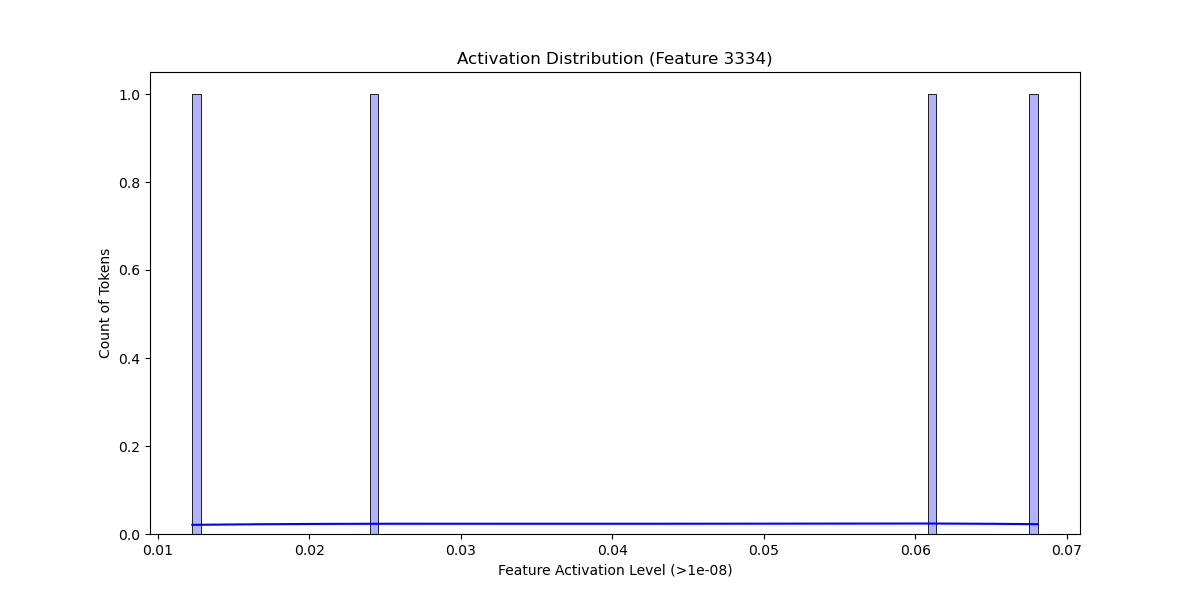 Activation Distribution (Feature 3334)
Count of Tokens
1.0
0.8
0.6
0.4
0.2
0.0
0.01 0.02 0.03 0.04 0.05 0.06 0.07
Feature Activation Level (>1e-08)